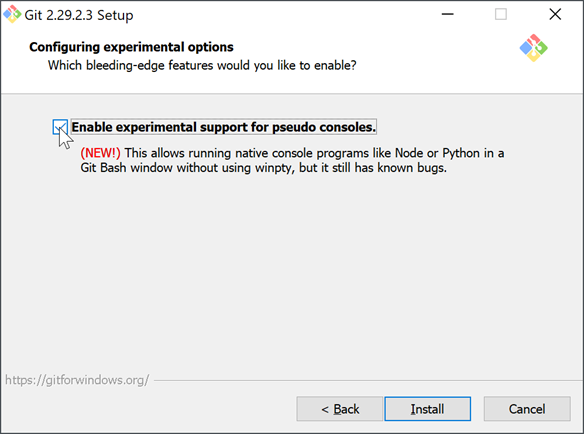 Git 2.29.2.3 Setup
Configuring experimental options
Which bleeding-edge features would you like to enable?
Enable experimental support for pseudo consoles.
(NEW!) This allows running native console programs like Node or Python in a
Git Bash window without using winpty, but it still has known bugs.
https://gitforwindows.org/
< Back
Install
Cancel